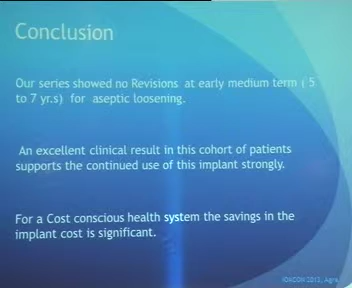 Conclusion
Our series showed no Revisions at early medium term ( 5
to 7 yr.s) for aseptic loosening.
An excellent clinical result in this cohort of patients
supports the continued use of this implant strongly.
For a Cost conscious health system the savings in the
implant cost is significant.
2012, Agra